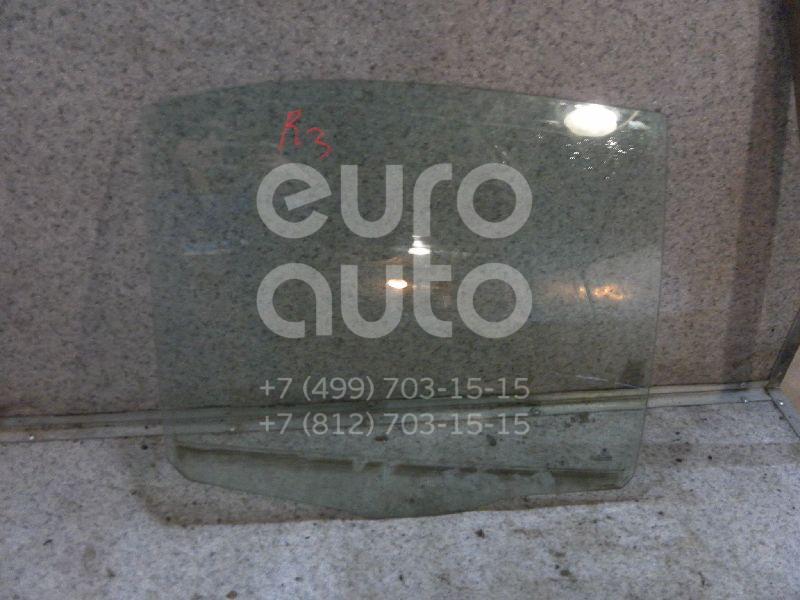 R3
euro
auto
+7 (499) 703-15-15
+7 (812) 703-15-15